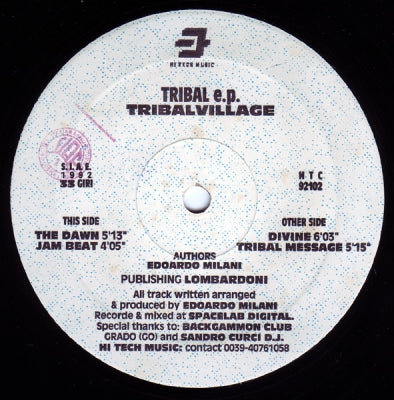 HI TECH MUSIC
TRIBAL e.p.
TRIBALVILLAGE
S.I.A.E.
1992
33 GIRI
HTC
92102
THIS SIDE
THE DAWN 5'13"
JAM BEAT 4'05"
OTHER SIDE
DIVINE 6'03"
TRIBAL MESSAGE 5'15"
AUTHORS
EDOARDO MILANI
PUBLISHING LOMBARDONI
All track written arranged
& produced by EDOARDO MILANI
Recorde & mixed at SPACELAB DIGITAL.
Special thanks to: BACKGAMMON CLUB
GRADO (GO) and SANDRO CURCI D.J.
HI TECH MUSIC: contact 0039-40761058